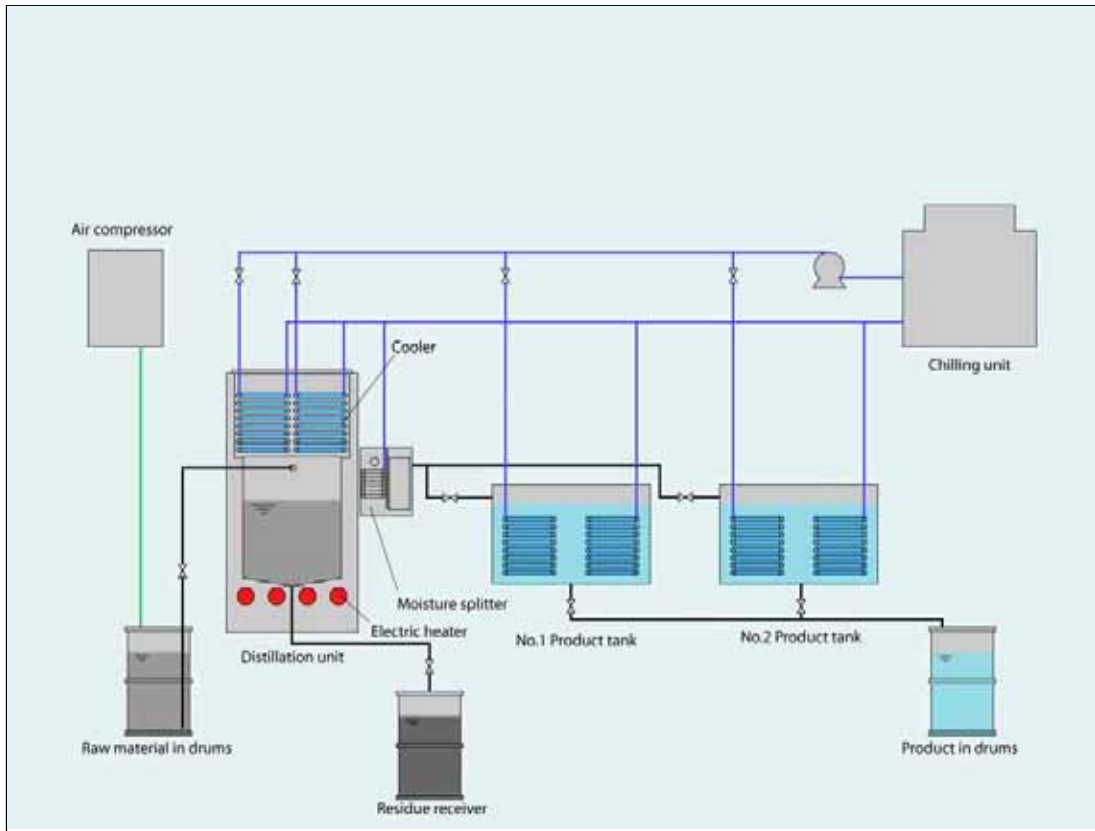 Air compressor
Cooler
Chilling unit
Moisture splitter
Electric heater
No.1 Product tank
No.2 Product tank
Distillation unit
Raw material in drums
Product in drums
Residue receiver